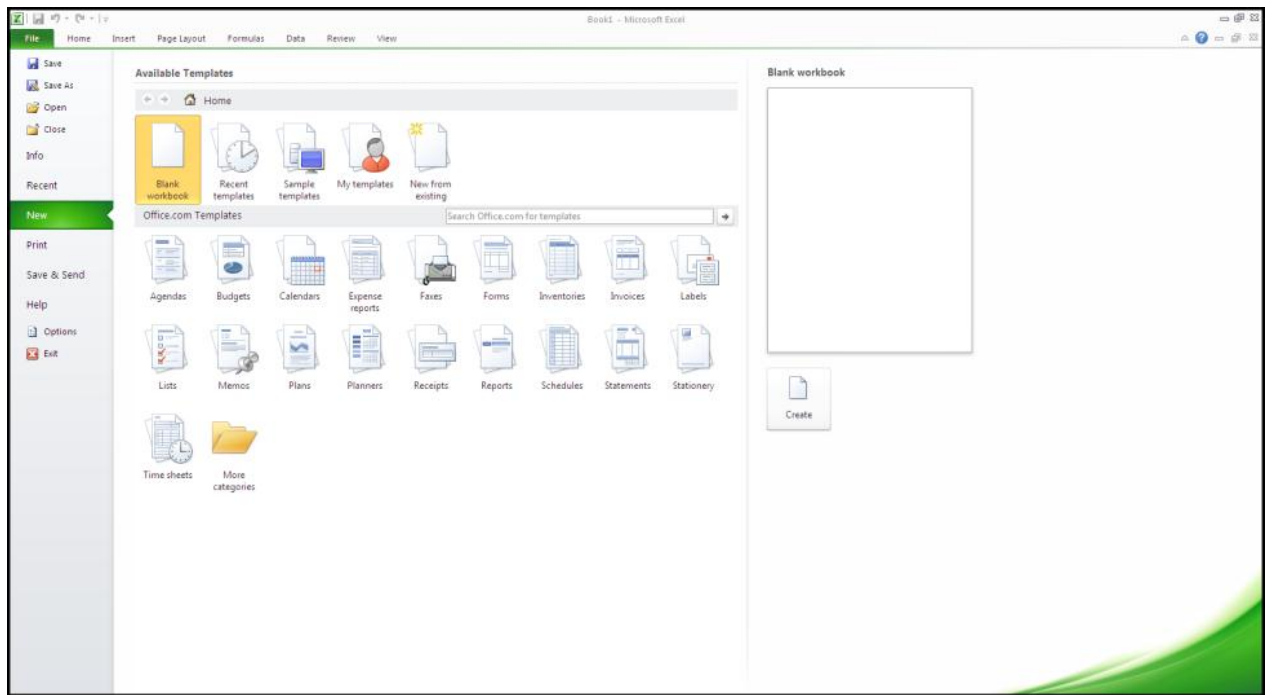 Book1 - Microsoft Excel
File Home Insert Page Layout Formulas Data Review View
Save
Save As
Open
Close
Info
Recent
New
Print
Save & Send
Help
Options
Exit
Available Templates
Home
Blank workbook
Recent templates
Sample templates
My templates
New from existing
Office.com Templates
Search Office.com for templates
Agendas
Budgets
Calendars
Expense reports
Faxes
Forms
Inventories
Invoices
Labels
Lists
Memos
Plans
Planners
Receipts
Reports
Schedules
Statements
Stationery
Time sheets
More categories
Blank workbook
Create